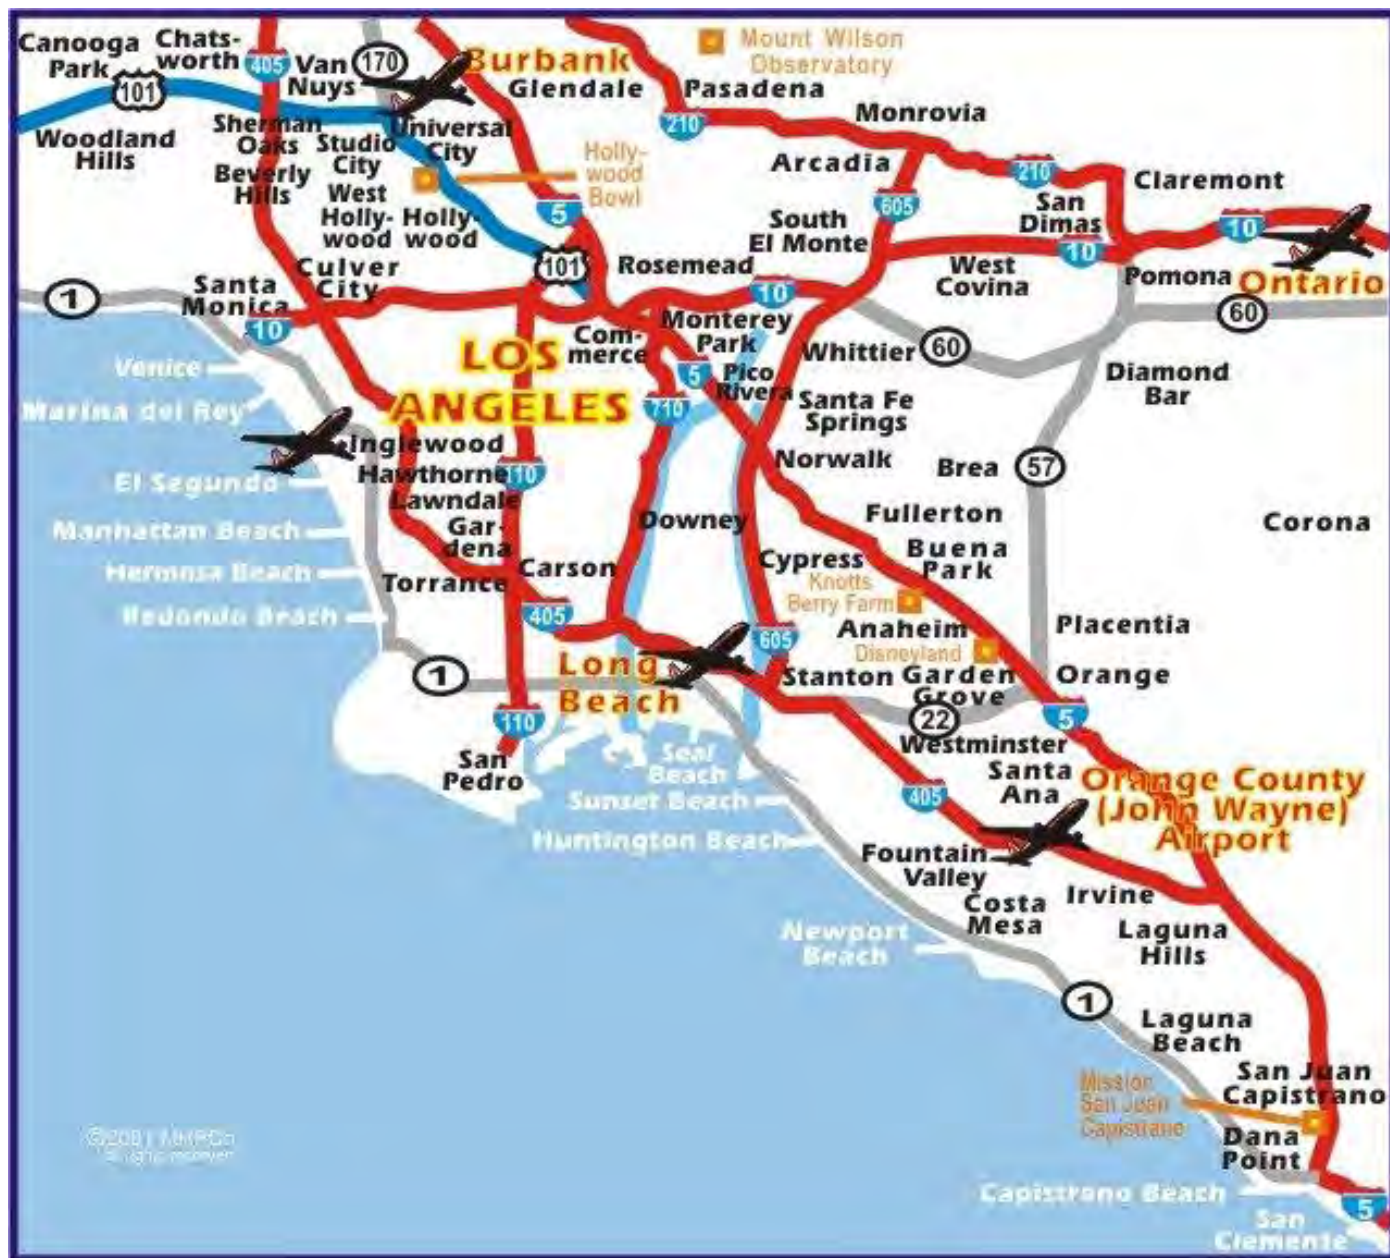 Canooga
Park
Chats-
worth
405
Van
Nuys
170
Burbank
Glendale
Mount Wilson
Observatory
Pasadena
Monrovia
101
Woodland
Hills
Sherman
Oaks
Studio
City
Universal
City
210
Arcadia
210
Claremont
Beverly
Hills
West
Holly-
wood
Holly-
wood
Holly-
wood
Bowl
5
605
San
Dimas
South
El Monte
10
10
1
Santa
Monica
Culver
City
101
Rosemead
10
West
Covina
Pomona
Ontario
60
10
LOS
ANGELES
Com-
merce
Monterey
Park
Whittier
60
Venice
Marina del Rey
5
Pico
Rivera
710
Santa Fe
Springs
Diamond
Bar
Inglewood
Hawthorne
110
Lawndale
Gar-
dena
Norwalk
Brea
57
El Segundo
Manhattan Beach
Hermosa Beach
Redondo Beach
Downey
Fullerton
Corona
Torrance
Carson
Cypress
Buena
Park
Knotts
Berry Farm
405
605
Anaheim
Disneyland
Placentia
1
Long
Beach
Stanton
Garden
Grove
Orange
110
22
5
San
Pedro
Seal
Beach
Westminster
Santa
Ana
Orange County
(John Wayne)
Airport
Sunset Beach
405
Huntington Beach
Fountain
Valley
Irvine
Costa
Mesa
Newport
Beach
Laguna
Hills
1
Laguna
Beach
Mission
San Juan
Capistrano
San Juan
Capistrano
Dana
Point
Capistrano Beach
5
San
Clemente